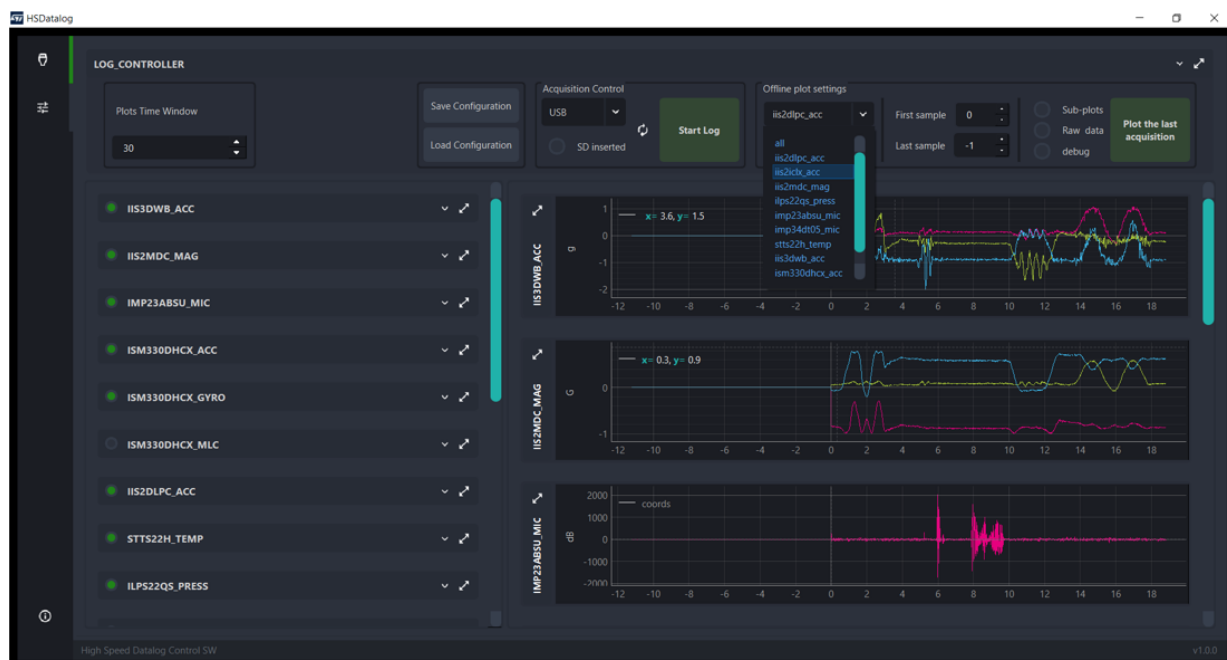 HSDatalog
LOG_CONTROLLER
Plots Time Window
30
Save Configuration
Load Configuration
Acquisition Control
USB
SD inserted
Start Log
Offline plot settings
iis2dlpc_acc
all
iis2dlpc_acc
iis2iclx_acc
iis2mdc_mag
ilps22qs_press
imp23absu_mic
imp34dt05_mic
stts22h_temp
iis3dwb_acc
ism330dhcx_acc
First sample 0
Last sample -1
Sub-plots
Raw data
debug
Plot the last
acquisition
IIS3DWB_ACC
IIS2MDC_MAG
IMP23ABSU_MIC
ISM330DHCX_ACC
ISM330DHCX_GYRO
ISM330DHCX_MLC
IIS2DLPC_ACC
STTS22H_TEMP
ILPS22QS_PRESS
IIS3DWB_ACC
g
1
0
-1
-2
x= 3.6, y= 1.5
-12 -10 -8 -6 -4 -2 0 2 4 6 8 10 12 14 16 18
IIS2MDC_MAG
G
0
-1
x= 0.3, y= 0.9
-12 -10 -8 -6 -4 -2 0 2 4 6 8 10 12 14 16 18
IMP23ABSU_MIC
dB
2000
1000
0
-1000
-2000
coords
-12 -10 -8 -6 -4 -2 0 2 4 6 8 10 12 14 16 18
High Speed Datalog Control SW
v1.0.0